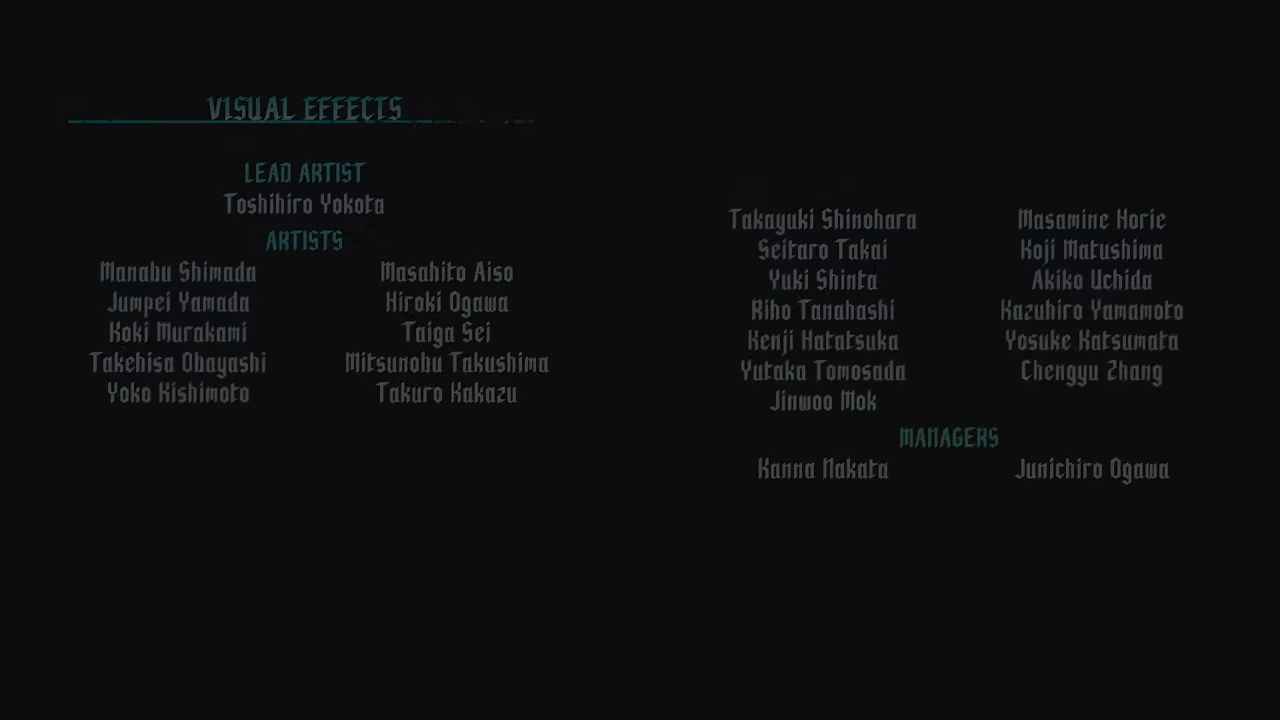 VISUAL EFFECTS
LEAD ARTIST
Toshihiro Yokota
ARTISTS
Manabu Shimada
Masahito Aiso
Jumpei Yamada
Hiroki Ogawa
Koki Murakami
Taiga Sei
Takehisa Obayashi
Mitsunobu Takushima
Yoko Kishimoto
Takuro Kakazu
Takayuki Shinohara
Masamine Horie
Seitaro Takai
Koji Matushima
Yuki Shinta
Akiko Uchida
Riho Tanahashi
Kazuhiro Yamamoto
Kenji Hatatsuka
Yosuke Katsumata
Yutaka Tomosada
Chengyu Zhang
Jinwoo Mok
MANAGERS
Kanna Nakata
Junichiro Ogawa